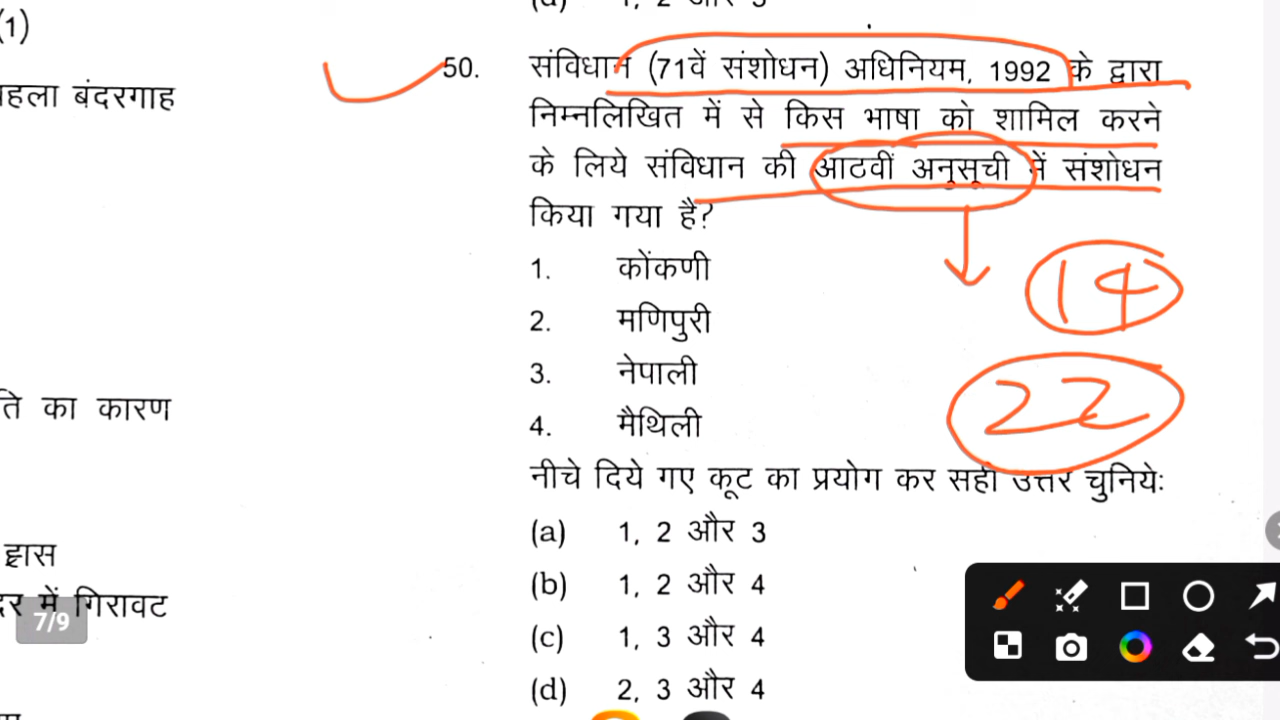 (1)
50. संविधान (71वें संशोधन) अधिनियम, 1992 के द्वारा
हला बंदरगाह
निम्नलिखित में से किस भाषा को शामिल करने
के लिये संविधान की आटवीं अनुसूची में संशोधन
किया गया है?
1. कोंकणी
14
2. मणिपुरी
3. नेपाली
22
ति का कारण
4. मैथिली
नीचे दिये गए कूट का प्रयोग कर सही उत्तर चुनियेः
(a) 1, 2 और 3
ह्रास
(b) 1, 2 और 4
दर में गिरावट
7/9
(c) 1, 3 और 4
(d) 2, 3 और 4